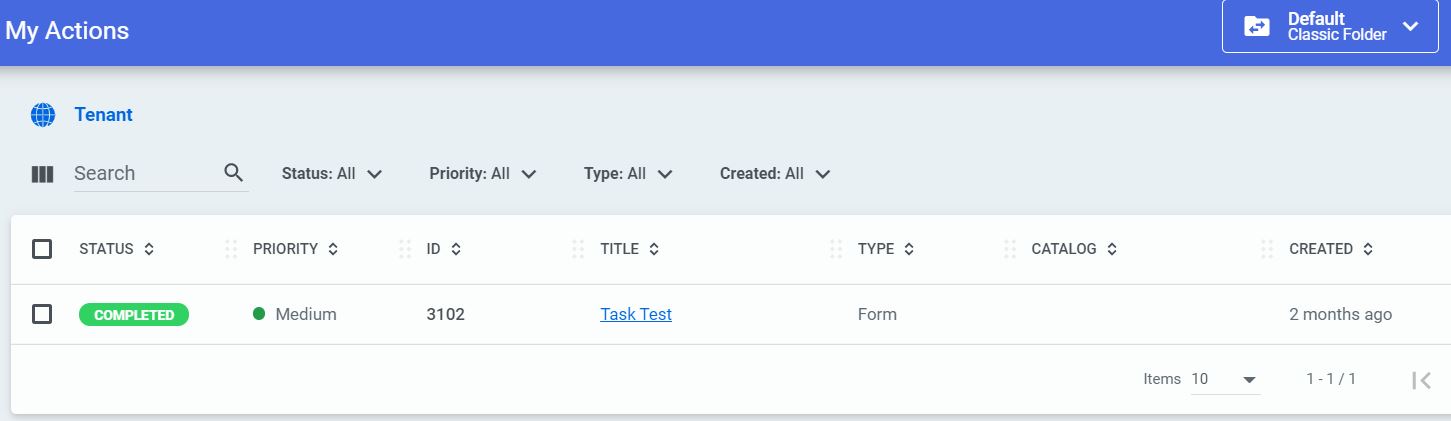 My Actions
Default
Classic Folder
Tenant
Search Status: All Priority: All Type: All Created: All
STATUS PRIORITY ID TITLE TYPE CATALOG CREATED
COMPLETED Medium 3102 Task Test Form 2 months ago
Items 10 1 - 1 / 1